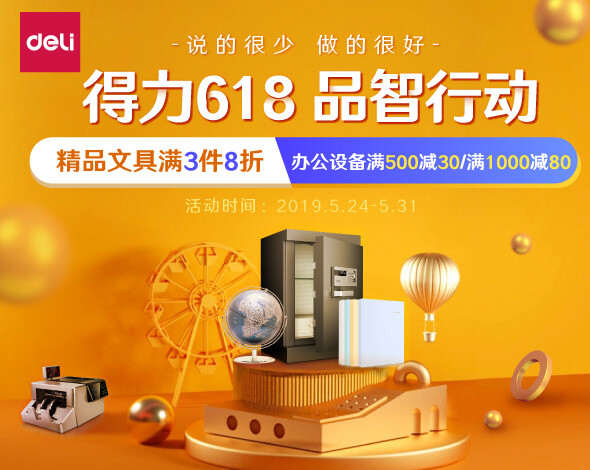 deli
-说的很少 做的很好-
得力618 品智行动
精品文具满3件8折
办公设备满500减30/满1000减80
活动时间：2019.5.24-5.31